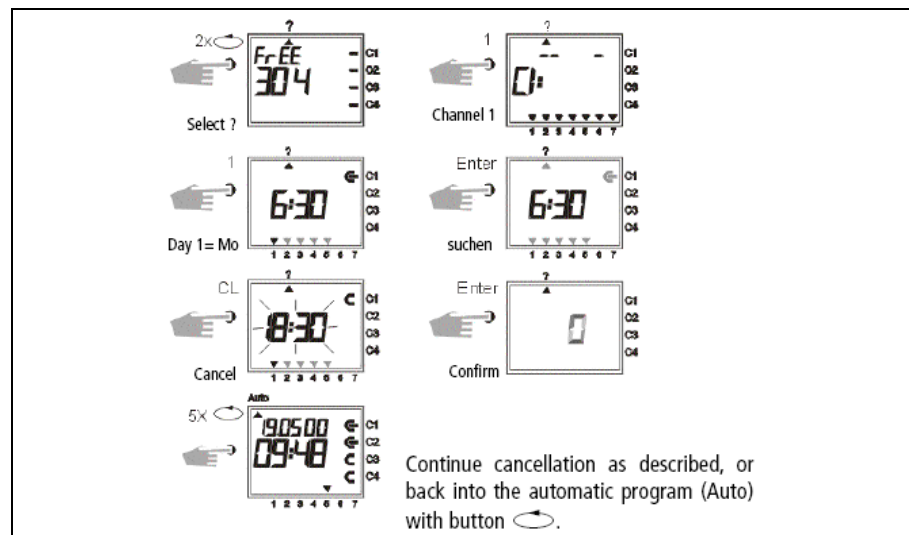 ?
2x
FrEE
304
C1
C2
C3
C4
Select ?
?
1
C1:
C1
C2
C3
C4
Channel 1
1 2 3 4 5 6 7
?
1
6:30
C1
C2
C3
C4
Day 1= Mo
1 2 3 4 5 6 7
?
Enter
6:30
C1
C2
C3
C4
suchen
1 2 3 4 5 6 7
?
CL
18:30
C1
C2
C3
C4
Cancel
1 2 3 4 5 6 7
?
Enter
0
C1
C2
C3
C4
Confirm
Auto
5X
19.05 00
09:48
C1
C2
C3
C4
1 2 3 4 5 6 7
Continue cancellation as described, or
back into the automatic program (Auto)
with button .